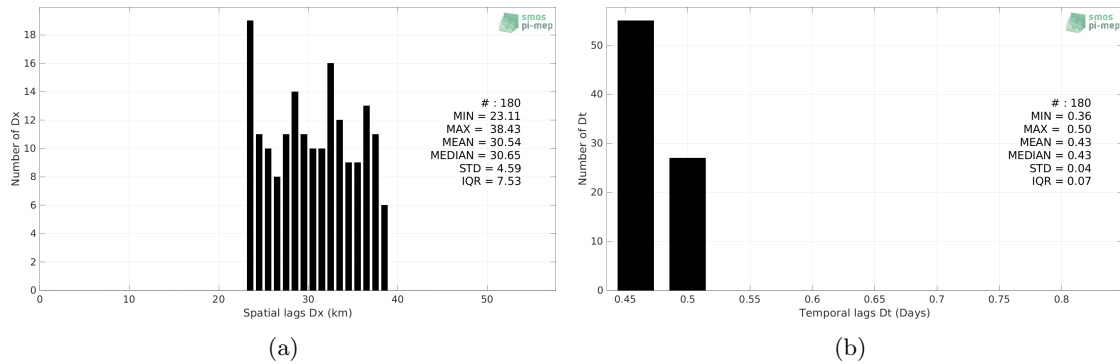 smos
pi-mep
18
16
14
12
10
8
6
4
2
0
Number of Dx
# : 180
MIN = 23.11
MAX = 38.43
MEAN = 30.54
MEDIAN = 30.65
STD = 4.59
IQR = 7.53
0 10 20 30 40 50
Spatial lags Dx (km)
(a)
smos
pi-mep
50
40
30
20
10
0
Number of Dt
# : 180
MIN = 0.36
MAX = 0.50
MEAN = 0.43
MEDIAN = 0.43
STD = 0.04
IQR = 0.07
0.45 0.5 0.55 0.6 0.65 0.7 0.75 0.8
Temporal lags Dt (Days)
(b)